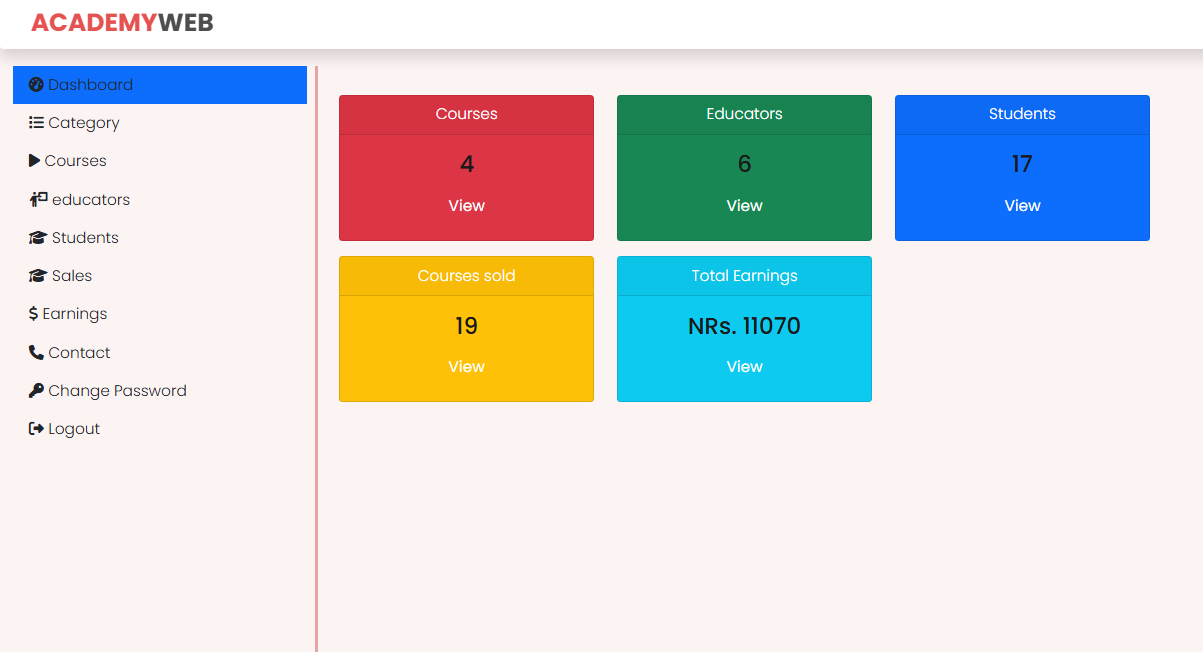 ACADEMYWEB
Dashboard
Category
Courses
educators
Students
Sales
$ Earnings
Contact
Change Password
Logout
Courses
4
View
Educators
6
View
Students
17
View
Courses sold
19
View
Total Earnings
NRs. 11070
View